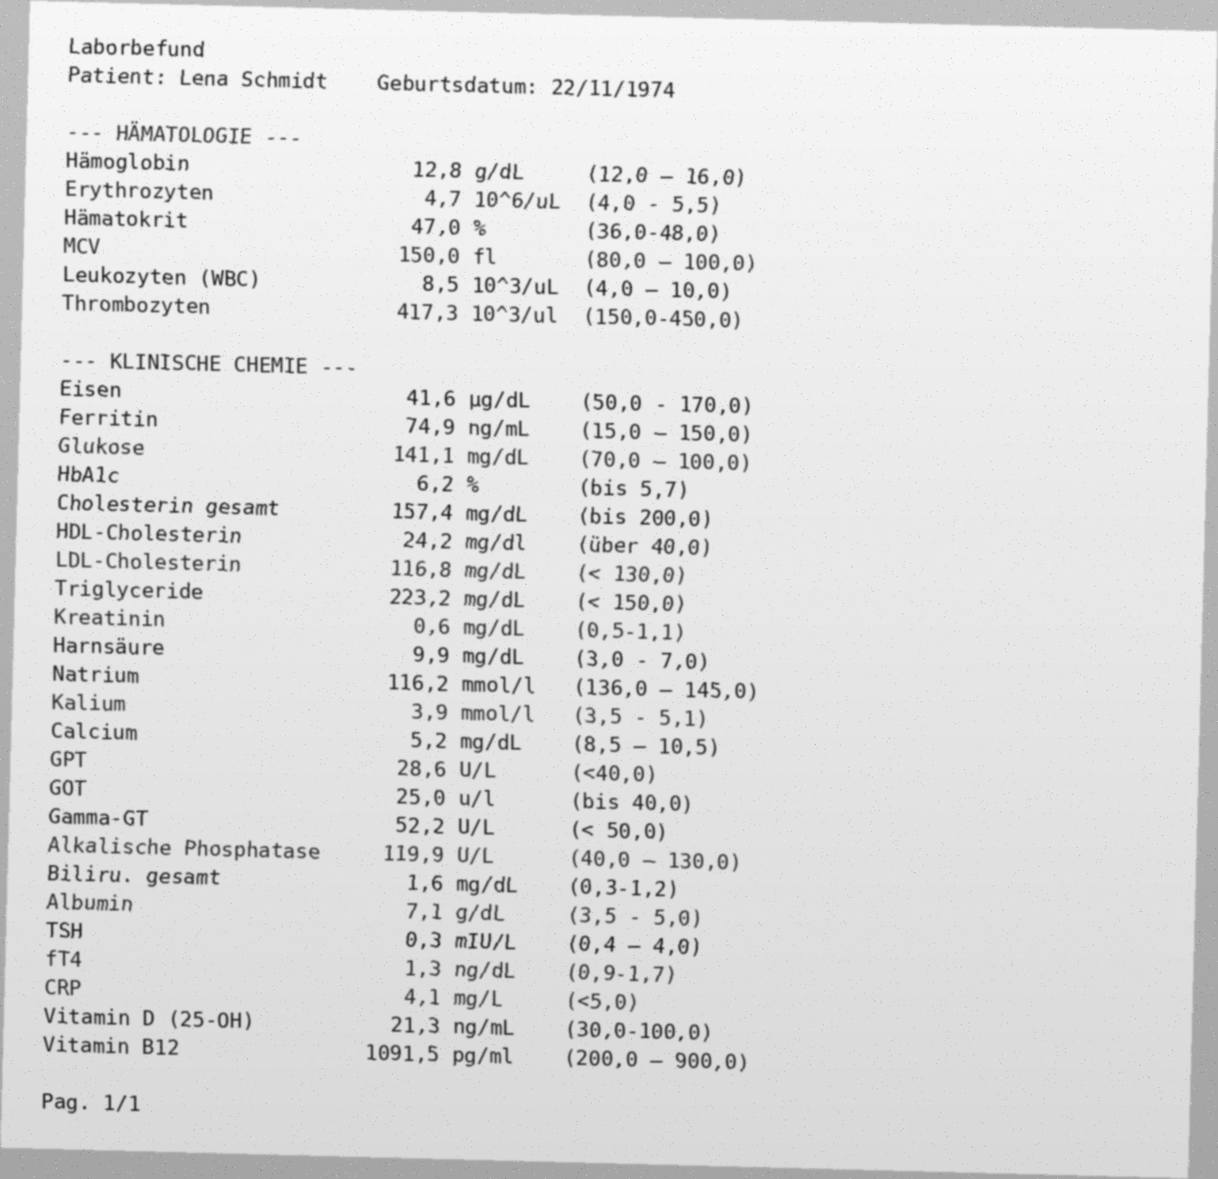 Laborbefund
Patient: Lena Schmidt    Geburtsdatum: 22/11/1974
--- HÄMATOLOGIE ---
Hämoglobin 12,8 g/dL (12,0 – 16,0)
Erythrozyten 4,7 10^6/uL (4,0 - 5,5)
Hämatokrit 47,0 % (36,0-48,0)
MCV 150,0 fl (80,0 – 100,0)
Leukozyten (WBC) 8,5 10^3/uL (4,0 – 10,0)
Thrombozyten 417,3 10^3/ul (150,0-450,0)
--- KLINISCHE CHEMIE ---
Eisen 41,6 µg/dL (50,0 - 170,0)
Ferritin 74,9 ng/mL (15,0 – 150,0)
Glukose 141,1 mg/dL (70,0 – 100,0)
HbA1c 6,2 % (bis 5,7)
Cholesterin gesamt 157,4 mg/dL (bis 200,0)
HDL-Cholesterin 24,2 mg/dl (über 40,0)
LDL-Cholesterin 116,8 mg/dL (< 130,0)
Triglyceride 223,2 mg/dL (< 150,0)
Kreatinin 0,6 mg/dL (0,5-1,1)
Harnsäure 9,9 mg/dL (3,0 - 7,0)
Natrium 116,2 mmol/l (136,0 – 145,0)
Kalium 3,9 mmol/l (3,5 - 5,1)
Calcium 5,2 mg/dL (8,5 – 10,5)
GPT 28,6 U/L (<40,0)
GOT 25,0 u/l (bis 40,0)
Gamma-GT 52,2 U/L (< 50,0)
Alkalische Phosphatase 119,9 U/L (40,0 – 130,0)
Biliru. gesamt 1,6 mg/dL (0,3-1,2)
Albumin 7,1 g/dL (3,5 - 5,0)
TSH 0,3 mIU/L (0,4 – 4,0)
fT4 1,3 ng/dL (0,9-1,7)
CRP 4,1 mg/L (<5,0)
Vitamin D (25-OH) 21,3 ng/mL (30,0-100,0)
Vitamin B12 1091,5 pg/ml (200,0 – 900,0)
Pag. 1/1